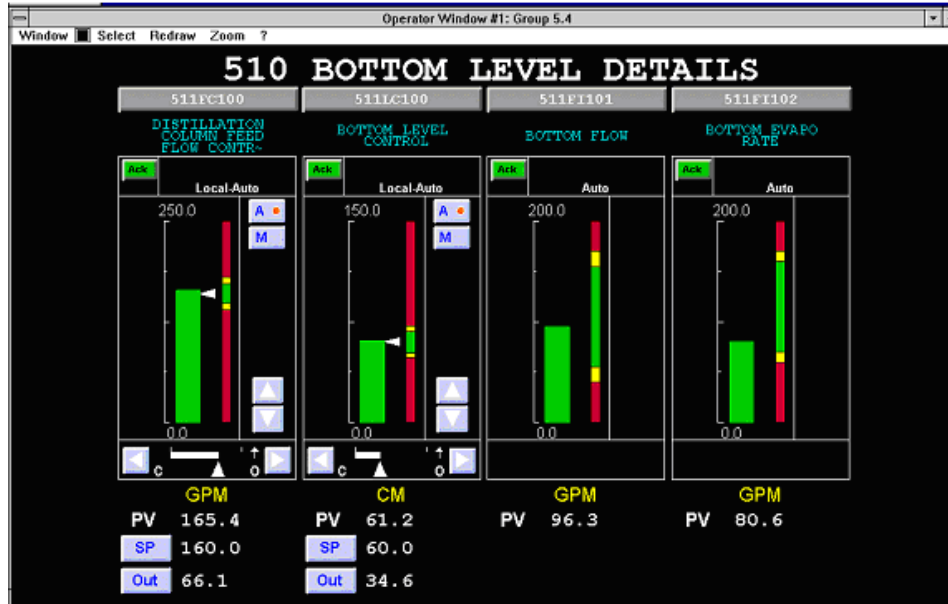 Operator Window #1: Group 5.4
Window Select Redraw Zoom ?
510 BOTTOM LEVEL DETAILS
511FC100 511LC100 511FI101 511FI102
DISTILLATION
COLUMN FEED
FLOW CONTR~
BOTTOM LEVEL
CONTROL
BOTTOM FLOW
BOTTOM EVAPO
RATE
Ack Ack Ack Ack
Local-Auto Local-Auto Auto Auto
250.0 A 150.0 A 200.0 200.0
M M
0.0 0.0 0.0 0.0
C O C O
GPM CM GPM GPM
PV 165.4 PV 61.2 PV 96.3 PV 80.6
SP 160.0 SP 60.0
Out 66.1 Out 34.6